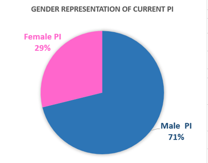 GENDER REPRESENTATION OF CURRENT PI
Female PI
29%
Male PI
71%